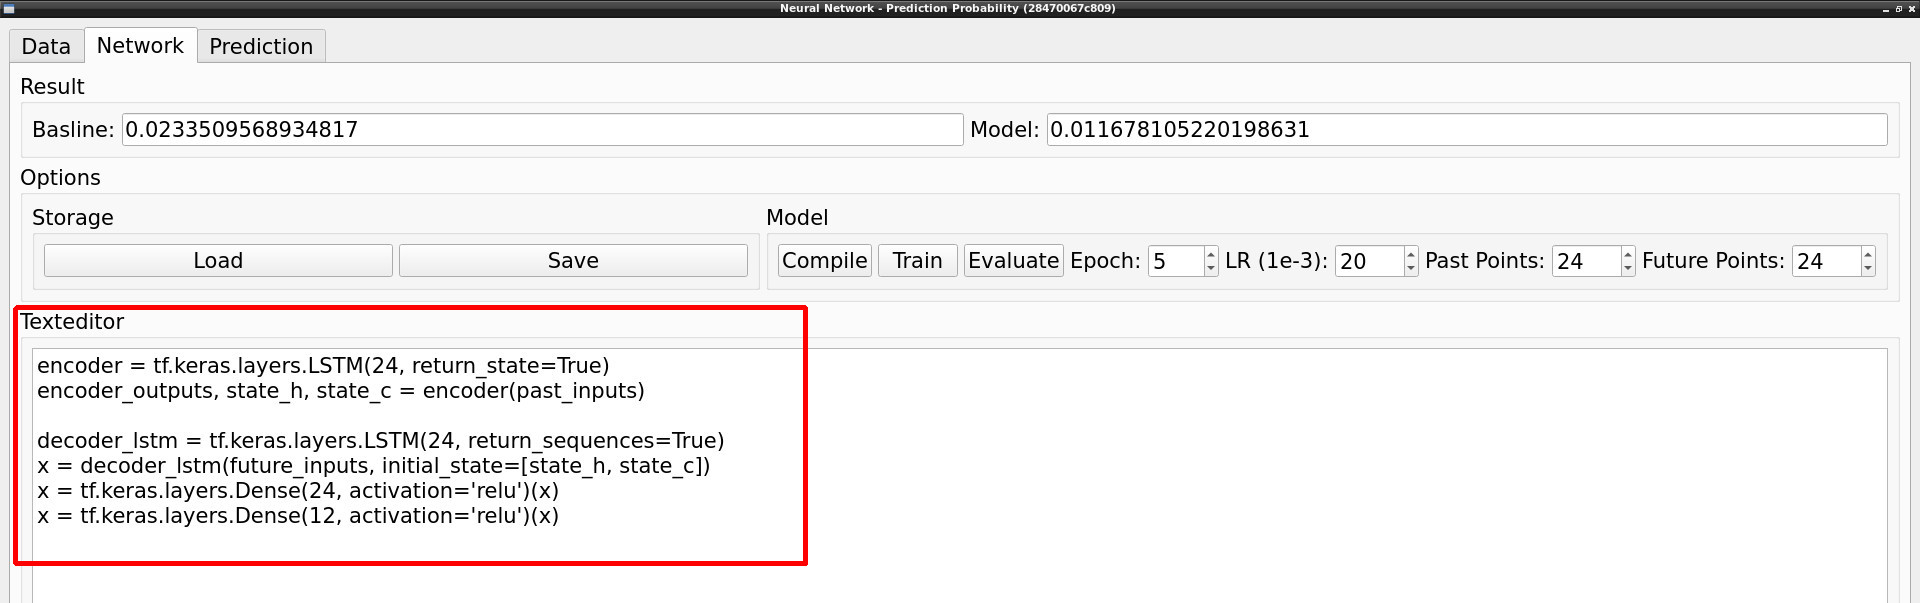 Neural Network - Prediction Probability (28470067c809)
Data Network Prediction
Result
Basline: 0.0233509568934817 Model: 0.011678105220198631
Options
Storage Model
Load Save Compile Train Evaluate Epoch: 5 LR (1e-3): 20 Past Points: 24 Future Points: 24
Texteditor
encoder = tf.keras.layers.LSTM(24, return_state=True)
encoder_outputs, state_h, state_c = encoder(past_inputs)
decoder_lstm = tf.keras.layers.LSTM(24, return_sequences=True)
x = decoder_lstm(future_inputs, initial_state=[state_h, state_c])
x = tf.keras.layers.Dense(24, activation='relu')(x)
x = tf.keras.layers.Dense(12, activation='relu')(x)